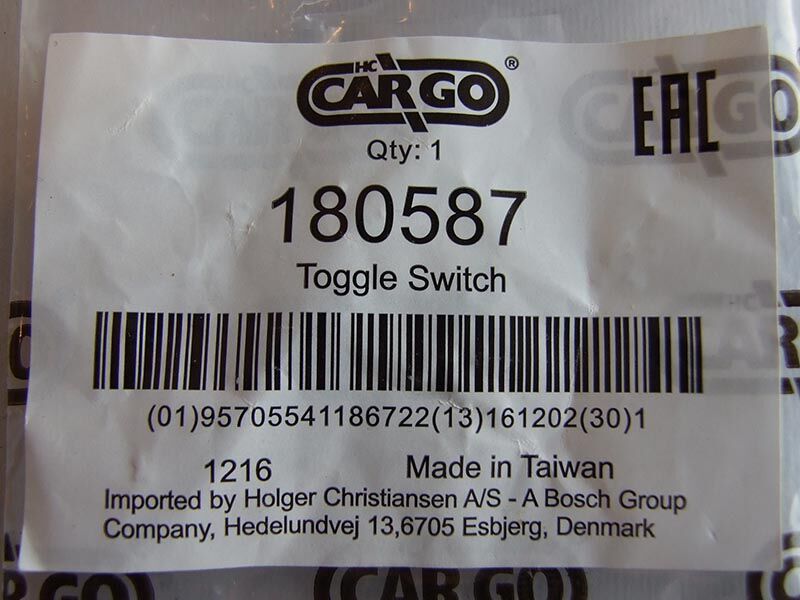 HC
CARGO®
EAC
Qty: 1
180587
Toggle Switch
(01)95705541186722(13)161202(30)1
1216 Made in Taiwan
Imported by Holger Christiansen A/S - A Bosch Group
Company, Hedelundvej 13,6705 Esbjerg, Denmark
CARGO